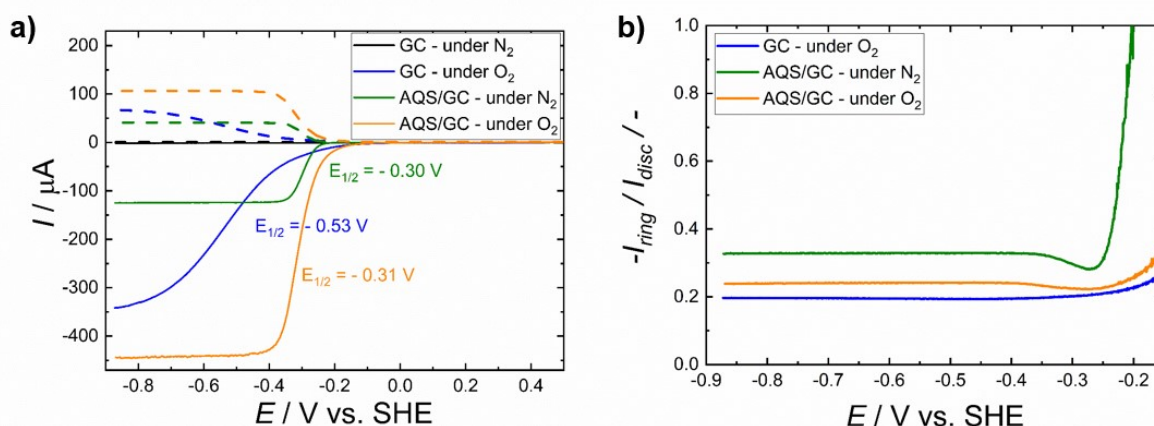 a)
200
100
0
-100
-200
-300
-400
I / µA
GC - under N₂
GC - under O₂
AQS/GC - under N₂
AQS/GC - under O₂
E₁/₂ = - 0.30 V
E₁/₂ = - 0.53 V
E₁/₂ = - 0.31 V
-0.8 -0.6 -0.4 -0.2 0.0 0.2 0.4
E / V vs. SHE
b)
1.0
0.8
0.6
0.4
0.2
0.0
-I_ring / I_disc / -
GC - under O₂
AQS/GC - under N₂
AQS/GC - under O₂
-0.9 -0.8 -0.7 -0.6 -0.5 -0.4 -0.3 -0.2
E / V vs. SHE